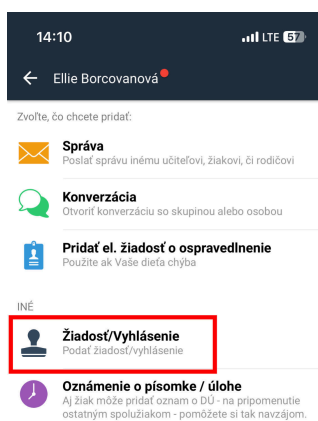 14:10 LTE 57
Ellie Borcovanová
Zvoľte, čo chcete pridať:
Správa
Poslať správu inému učiteľovi, žiakovi, či rodičovi
Konverzácia
Otvoriť konverzáciu so skupinou alebo osobou
Pridať el. žiadosť o ospravedlnenie
Použite ak Vaše dieťa chýba
INÉ
Žiadosť/Vyhlásenie
Podať žiadosť/vyhlásenie
Oznámenie o písomke / úlohe
Aj žiak môže pridať oznam o DÚ - na pripomenutie
ostatným spolužiakom - pomôžete si tak navzájom.